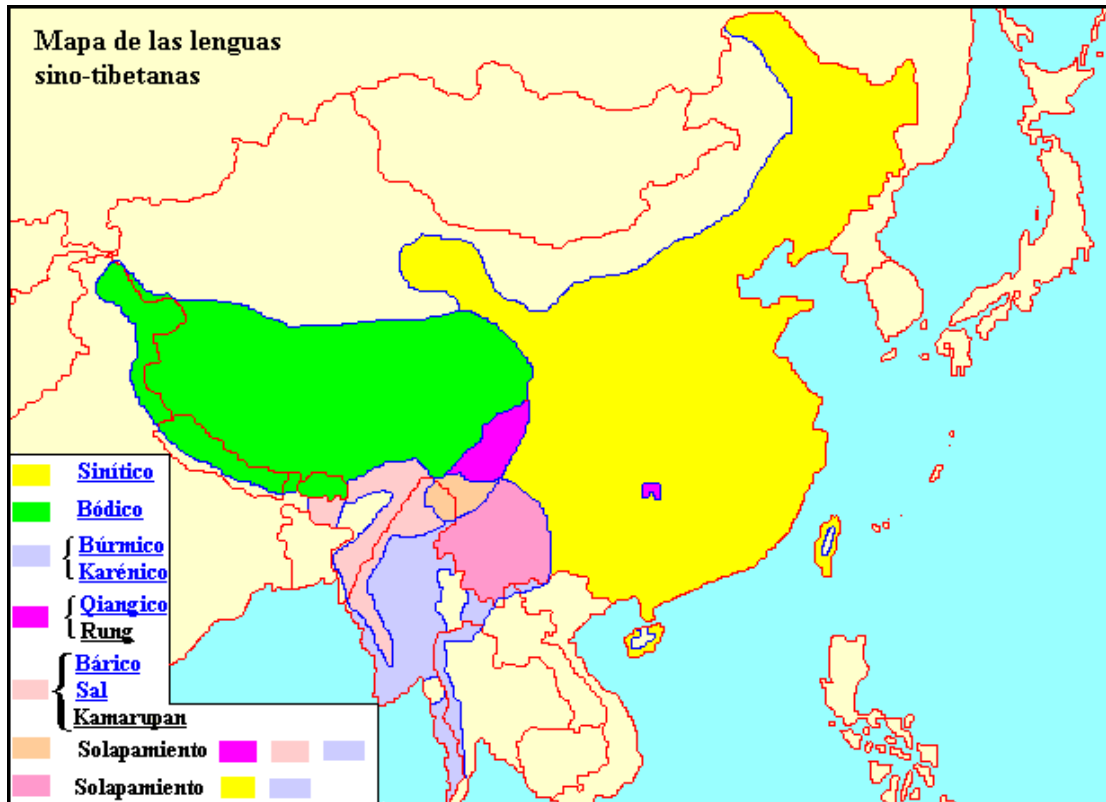 Mapa de las lenguas
sino-tibetanas
Sinítico
Bódico
Búrmico
Karénico
Qiangico
Rung
Bárico
Sal
Kamarupan
Solapamiento
Solapamiento